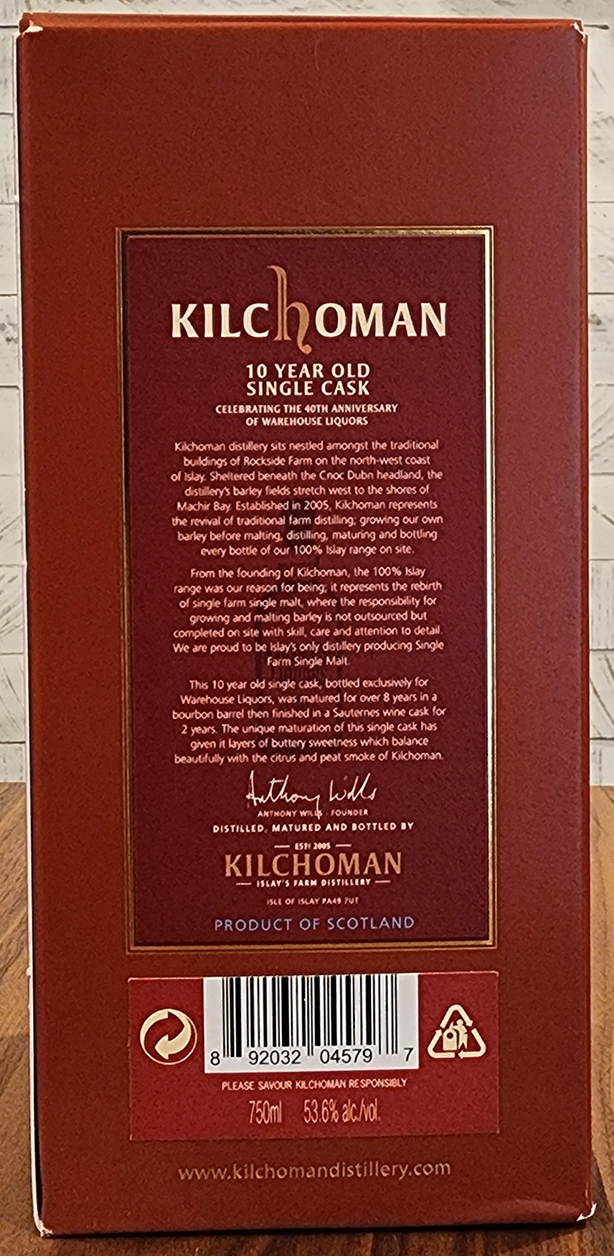 KILCHOMAN
10 YEAR OLD
SINGLE CASK
CELEBRATING THE 40TH ANNIVERSARY
OF WAREHOUSE LIQUORS
Kilchoman distillery sits nestled amongst the traditional
buildings of Rockside Farm on the north-west coast
of Islay. Sheltered beneath the Cnoc Dubn headland, the
distillery's barley fields stretch west to the shores of
Machir Bay. Established in 2005, Kilchoman represents
the revival of traditional farm distilling; growing our own
barley before malting, distilling, maturing and bottling
every bottle of our 100% Islay range on site.
From the founding of Kilchoman, the 100% Islay
range was our reason for being; it represents the rebirth
of single farm single malt, where the responsibility for
growing and malting barley is not outsourced but
completed on site with skill, care and attention to detail.
We are proud to be Islay's only distillery producing Single
Farm Single Malt.
This 10 year old single cask, bottled exclusively for
Warehouse Liquors, was matured for over 8 years in a
bourbon barrel then finished in a Sauternes wine cask for
2 years. The unique maturation of this single cask has
given it layers of buttery sweetness which balance
beautifully with the citrus and peat smoke of Kilchoman.
Anthony Wills
ANTHONY WILLS · FOUNDER
DISTILLED, MATURED AND BOTTLED BY
ESTD 2005
KILCHOMAN
ISLAY'S FARM DISTILLERY
ISLE OF ISLAY PA49 7UT
PRODUCT OF SCOTLAND
8 92032 04579 7
PLEASE SAVOUR KILCHOMAN RESPONSIBLY
750ml 53.6% alc./vol.
www.kilchomandistillery.com